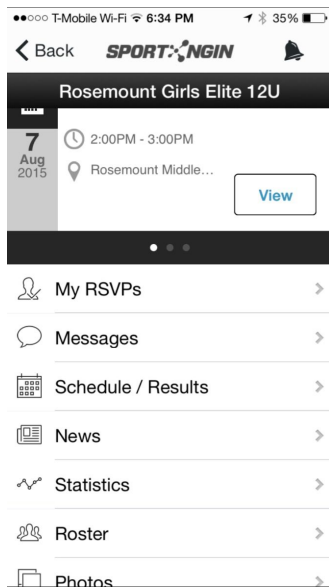 T-Mobile Wi-Fi 6:34 PM 35%
Back SPORT NGIN
Rosemount Girls Elite 12U
7
Aug
2015
2:00PM - 3:00PM
Rosemount Middle...
View
My RSVPs
Messages
Schedule / Results
News
Statistics
Roster
Photos